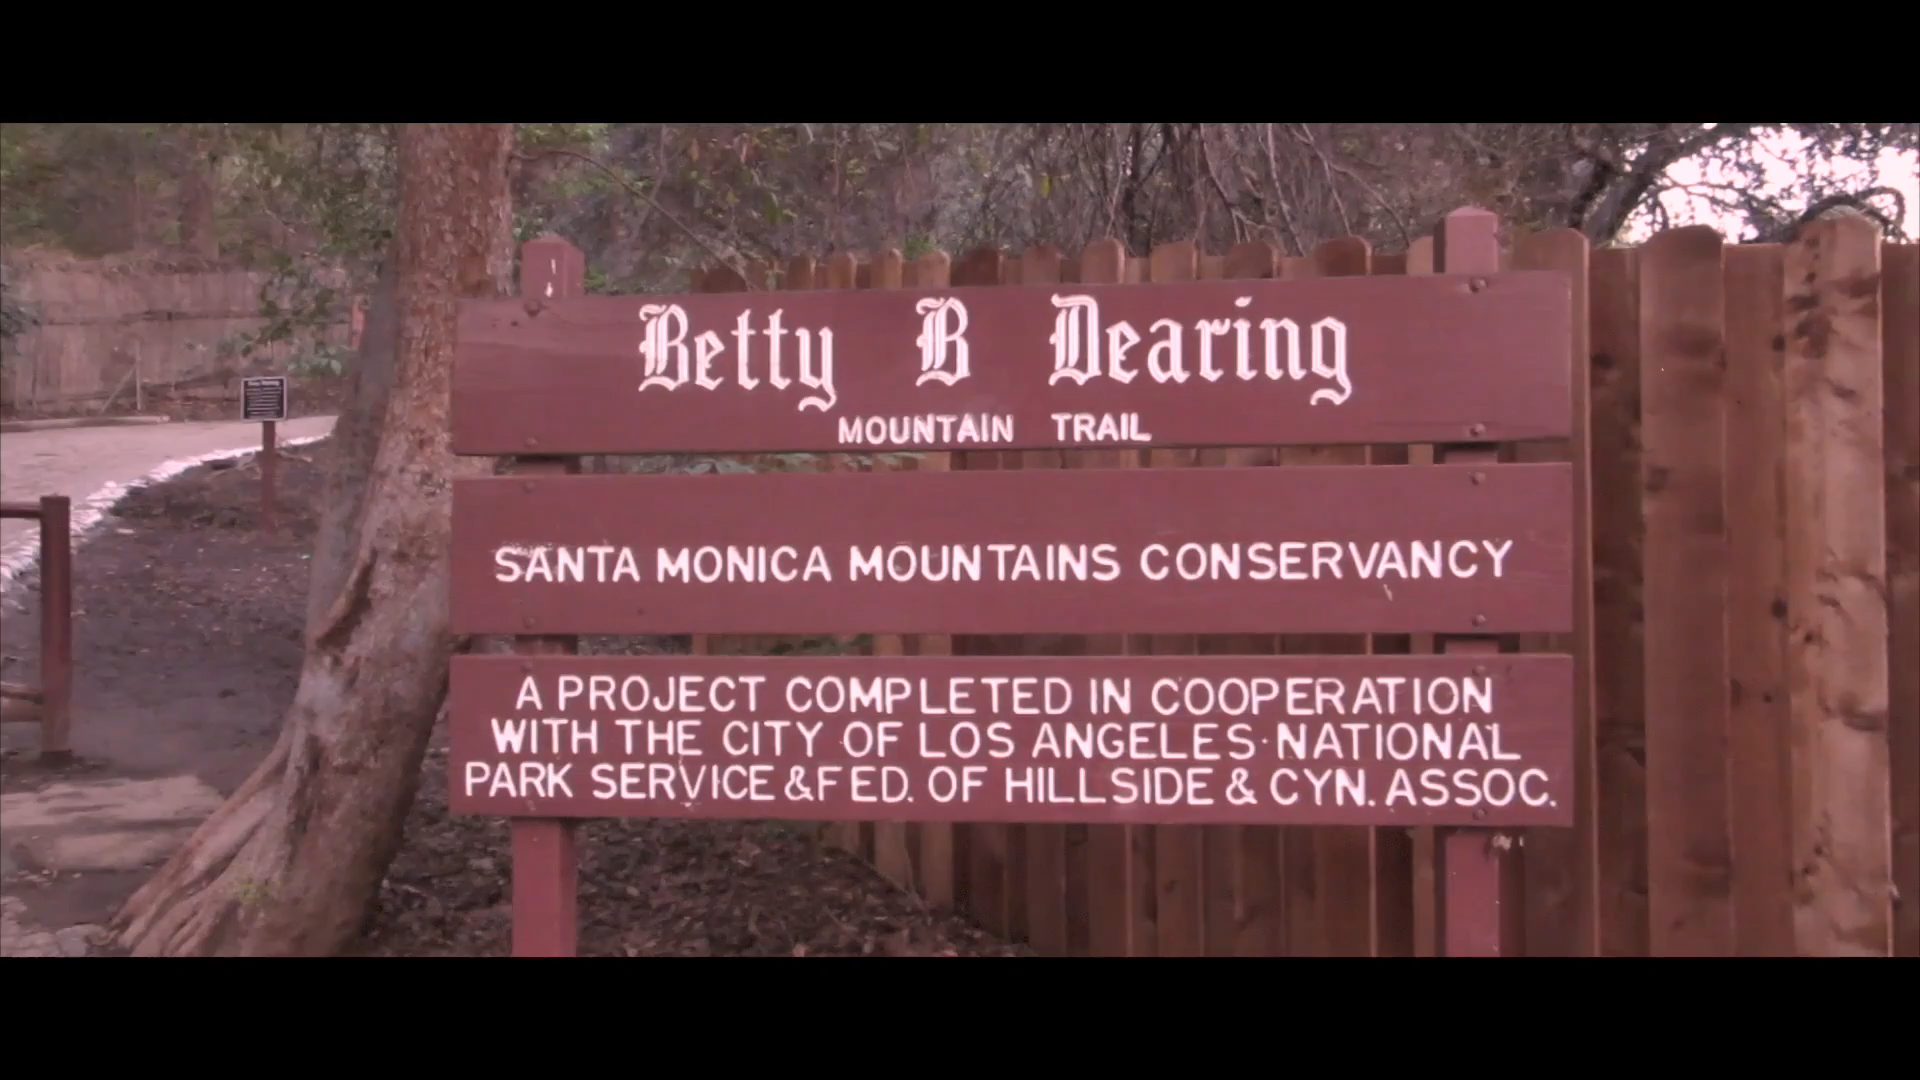 Betty B Dearing
MOUNTAIN TRAIL
SANTA MONICA MOUNTAINS CONSERVANCY
A PROJECT COMPLETED IN COOPERATION
WITH THE CITY OF LOS ANGELES·NATIONAL
PARK SERVICE & FED. OF HILLSIDE & CYN. ASSOC.